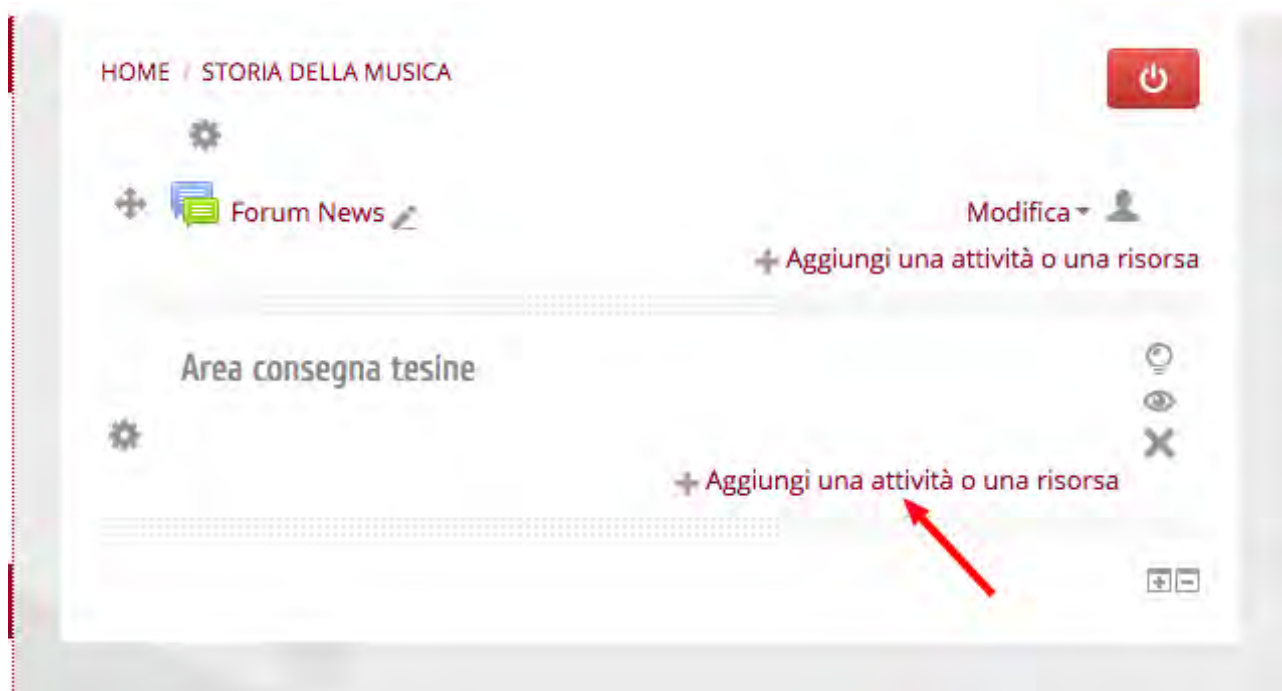 HOME / STORIA DELLA MUSICA
Forum News
Modifica
Aggiungi una attività o una risorsa
Area consegna tesine
Aggiungi una attività o una risorsa